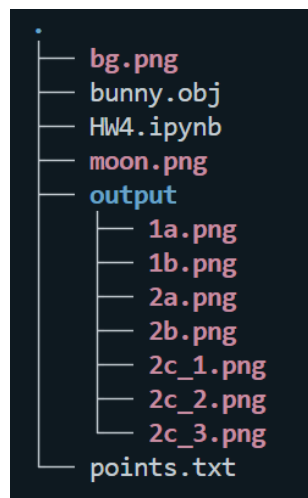 .
├── bg.png
├── bunny.obj
├── HW4.ipynb
├── moon.png
├── output
│   ├── 1a.png
│   ├── 1b.png
│   ├── 2a.png
│   ├── 2b.png
│   ├── 2c_1.png
│   ├── 2c_2.png
│   └── 2c_3.png
└── points.txt